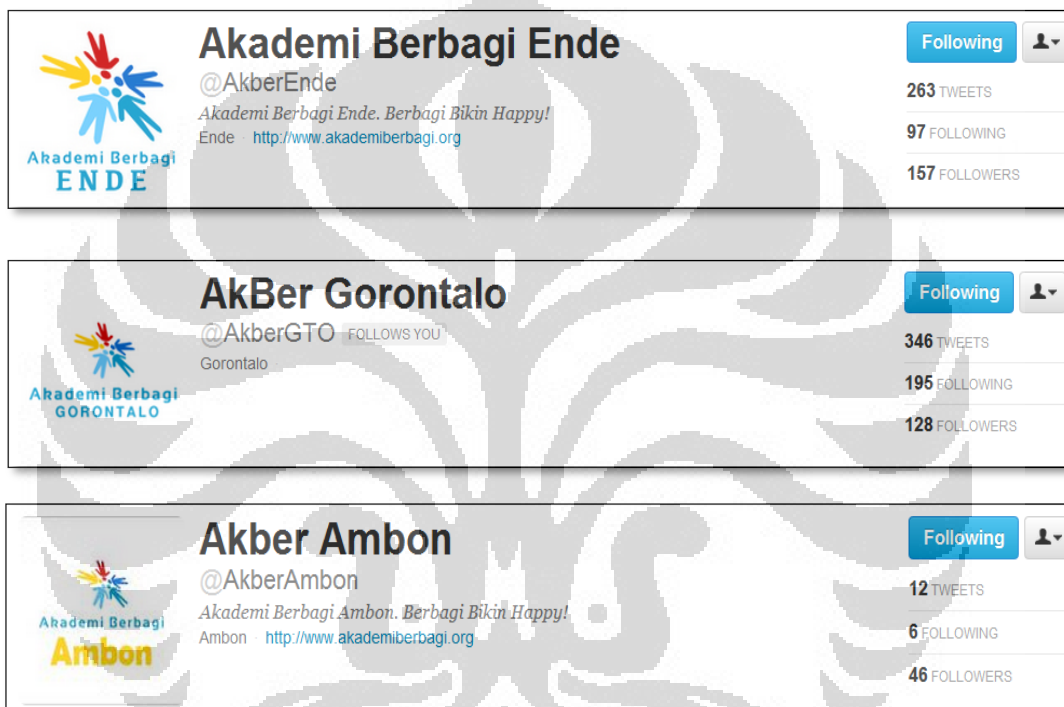 Akademi Berbagi Ende
@AkberEnde
Akademi Berbagi Ende. Berbagi Bikin Happy!
Ende · http://www.akademiberbagi.org
Akademi Berbagi
ENDE
Following
263 TWEETS
97 FOLLOWING
157 FOLLOWERS
AkBer Gorontalo
@AkberGTO FOLLOWS YOU
Gorontalo
Akademi Berbagi
GORONTALO
Following
346 TWEETS
195 FOLLOWING
128 FOLLOWERS
Akber Ambon
@AkberAmbon
Akademi Berbagi Ambon. Berbagi Bikin Happy!
Ambon · http://www.akademiberbagi.org
Akademi Berbagi
Ambon
Following
12 TWEETS
6 FOLLOWING
46 FOLLOWERS